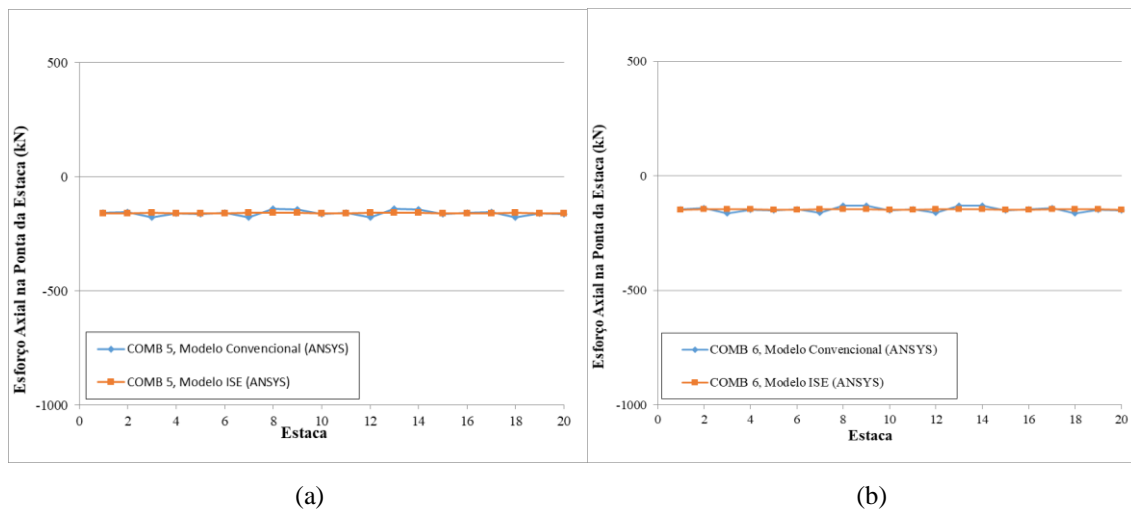 500
0
-500
-1000
Esforço Axial na Ponta da Estaca (kN)
COMB 5, Modelo Convencional (ANSYS)
COMB 5, Modelo ISE (ANSYS)
0 2 4 6 8 10 12 14 16 18 20
Estaca
(a)
500
0
-500
-1000
Esforço Axial na Ponta da Estaca (kN)
COMB 6, Modelo Convencional (ANSYS)
COMB 6, Modelo ISE (ANSYS)
0 2 4 6 8 10 12 14 16 18 20
Estaca
(b)